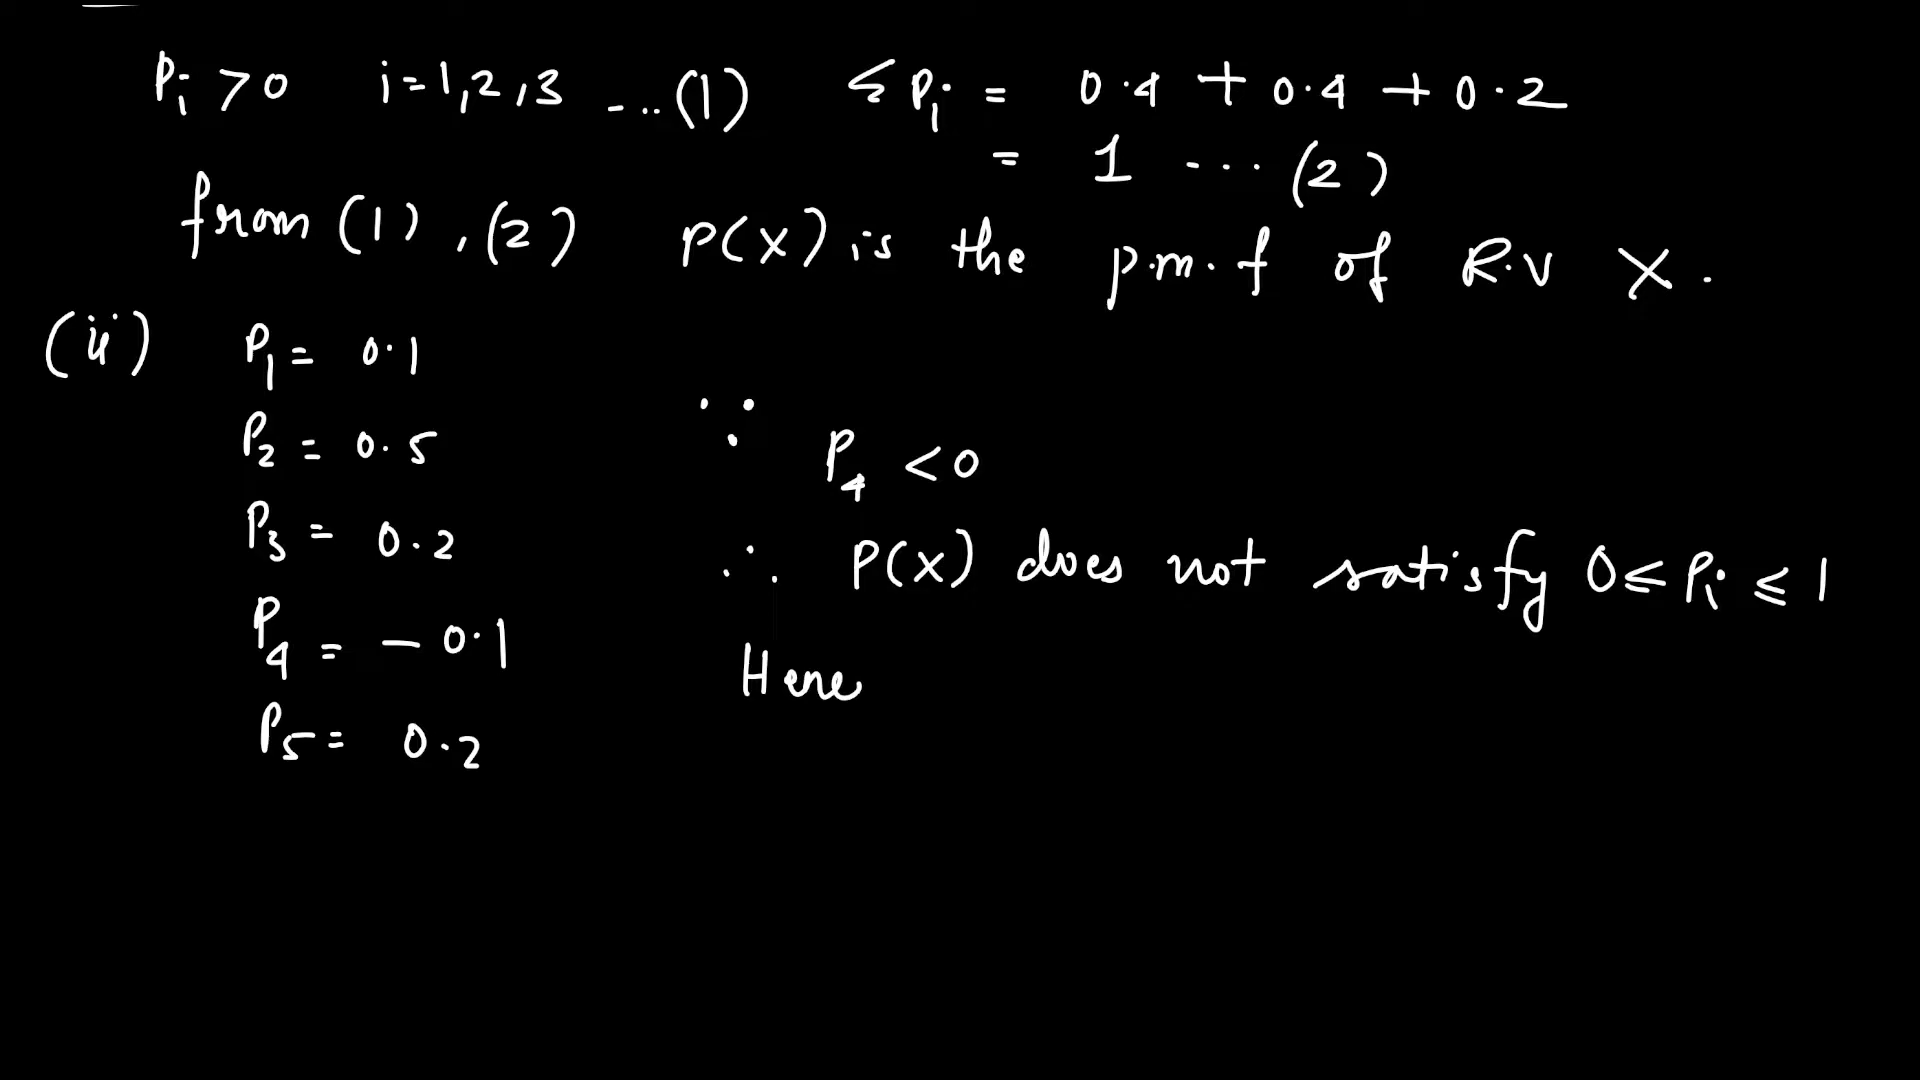 Pi > 0 i=1,2,3 -...(1) ΣPi = 0.4 + 0.4 + 0.2
= 1 ...(2)
from (1), (2) P(X) is the p.m.f of R.V X.
(ii) P1 = 0.1
P2 = 0.5
∵ P4 < 0
P3 = 0.2
∴ P(X) does not satisfy 0 ≤ Pi ≤ 1
P4 = - 0.1
Here
P5 = 0.2